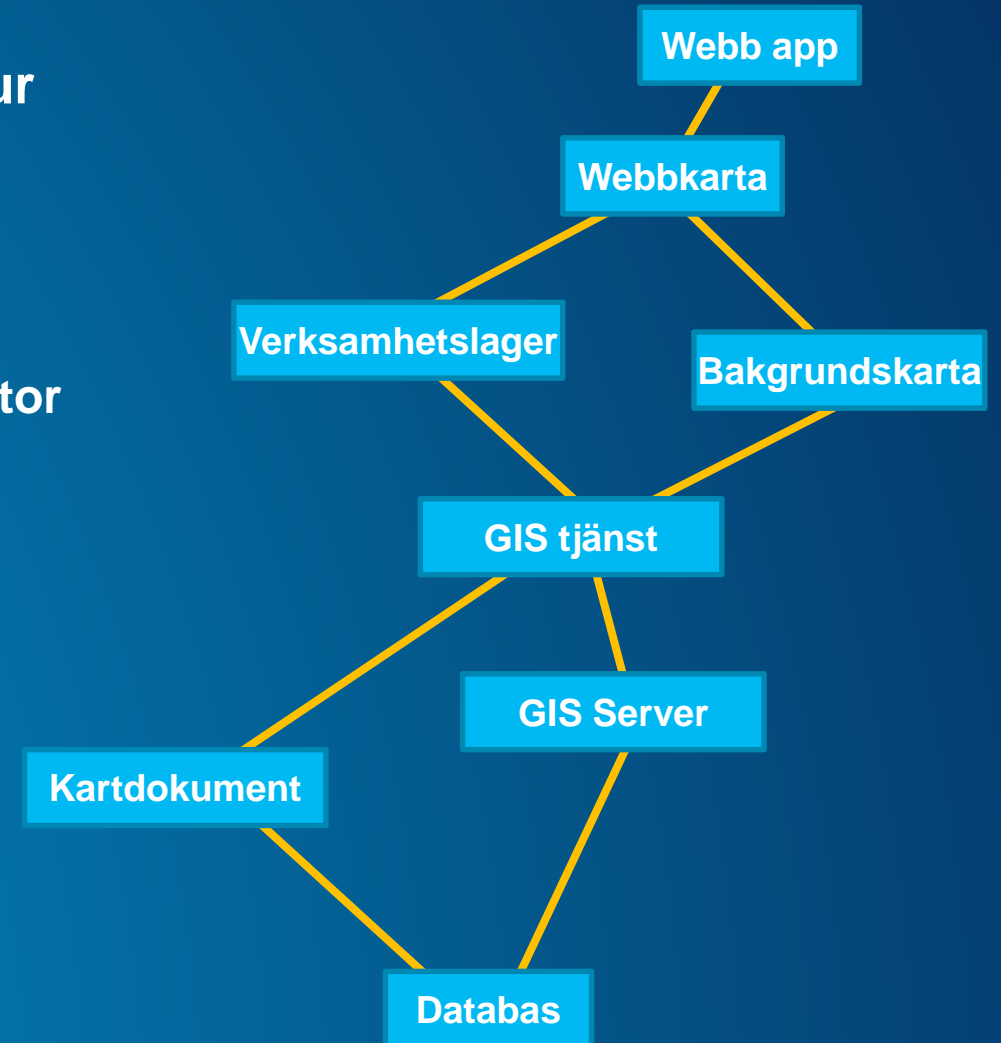 Webb app
ur
Webbkarta
Verksamhetslager
Bakgrundskarta
tor
GIS tjänst
GIS Server
Kartdokument
Databas